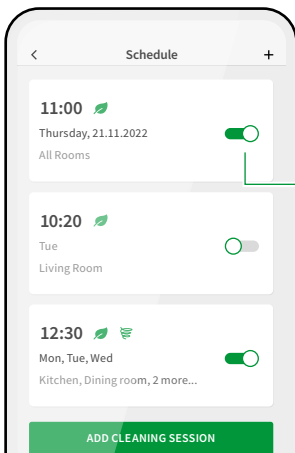 Schedule
11:00
Thursday, 21.11.2022
All Rooms
10:20
Tue
Living Room
12:30
Mon, Tue, Wed
Kitchen, Dining room, 2 more...
ADD CLEANING SESSION